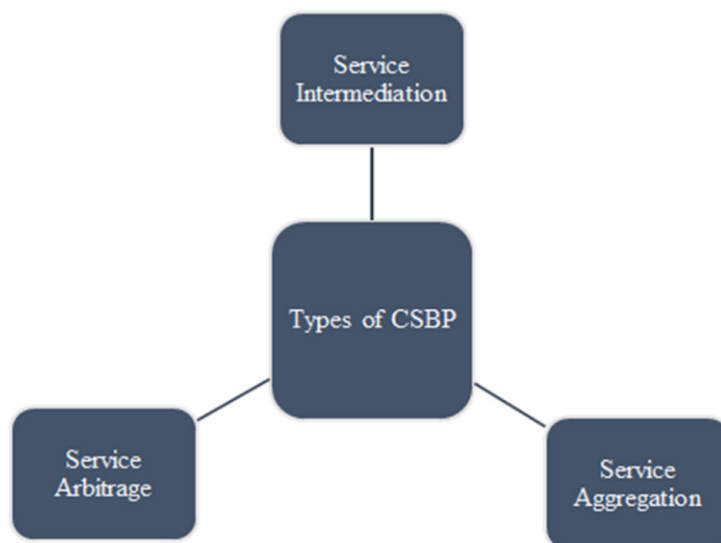 Service
Intermediation
Types of CSBP
Service
Arbitrage
Service
Aggregation